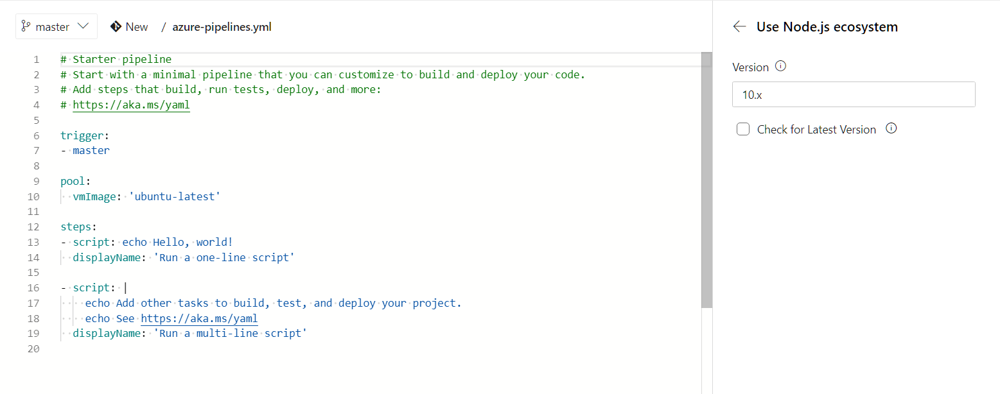 master New / azure-pipelines.yml
1 # Starter pipeline
2 # Start with a minimal pipeline that you can customize to build and deploy your code.
3 # Add steps that build, run tests, deploy, and more:
4 # https://aka.ms/yaml
5
6 trigger:
7 - master
8
9 pool:
10   vmImage: 'ubuntu-latest'
11
12 steps:
13 - script: echo Hello, world!
14   displayName: 'Run a one-line script'
15
16 - script: |
17     echo Add other tasks to build, test, and deploy your project.
18     echo See https://aka.ms/yaml
19   displayName: 'Run a multi-line script'
20
Use Node.js ecosystem
Version
10.x
Check for Latest Version